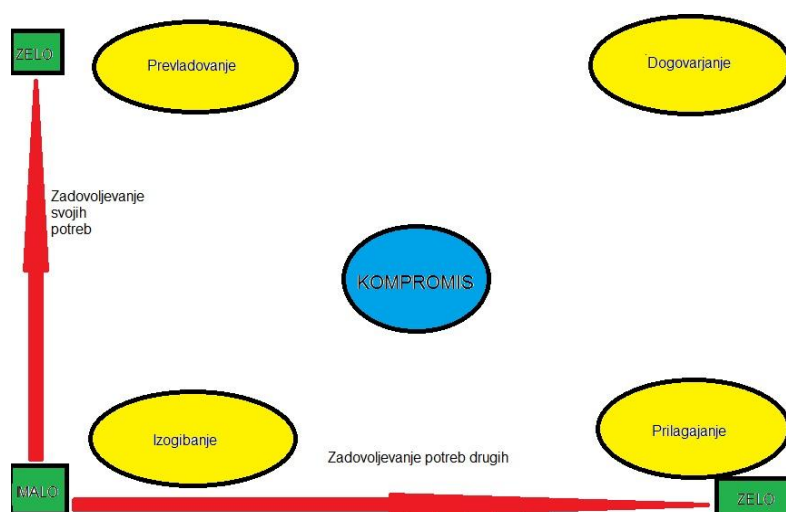 ZELO
Prevladovanje
Dogovarjanje
Zadovoljevanje
svojih
potreb
KOMPROMIS
Izogibanje
Prilagajanje
Zadovoljevanje potreb drugih
MALO
ZELO